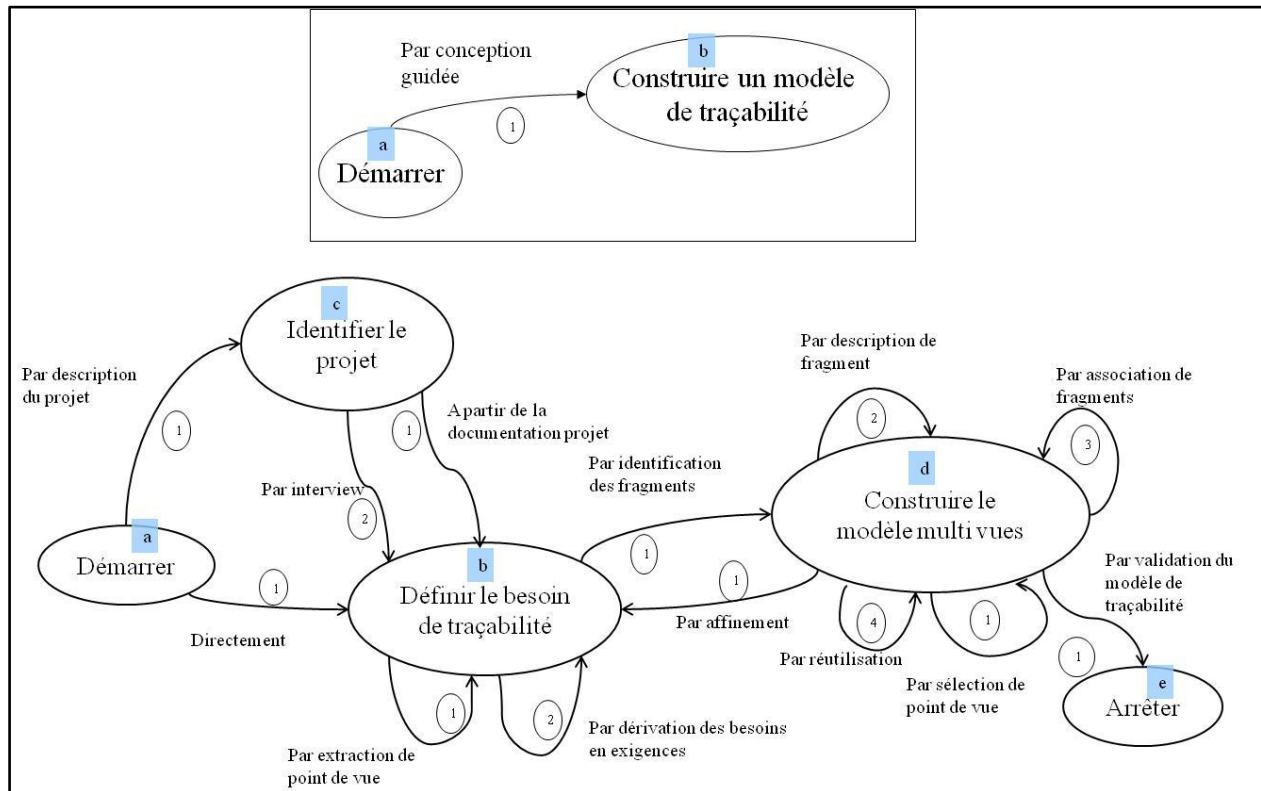 Par conception
guidée
1
a
Démarrer
b
Construire un modèle
de traçabilité
c
Identifier le
projet
Par description
du projet
1
1
A partir de la
documentation projet
Par interview
2
a
Démarrer
1
Directement
b
Définir le besoin
de traçabilité
1
Par extraction de
point de vue
2
Par dérivation des besoins
en exigences
Par identification
des fragments
1
1
Par affinement
Par description de
fragment
2
Par association de
fragments
3
d
Construire le
modèle multi vues
4
Par réutilisation
1
Par sélection de
point de vue
Par validation du
modèle de
traçabilité
1
e
Arrêter